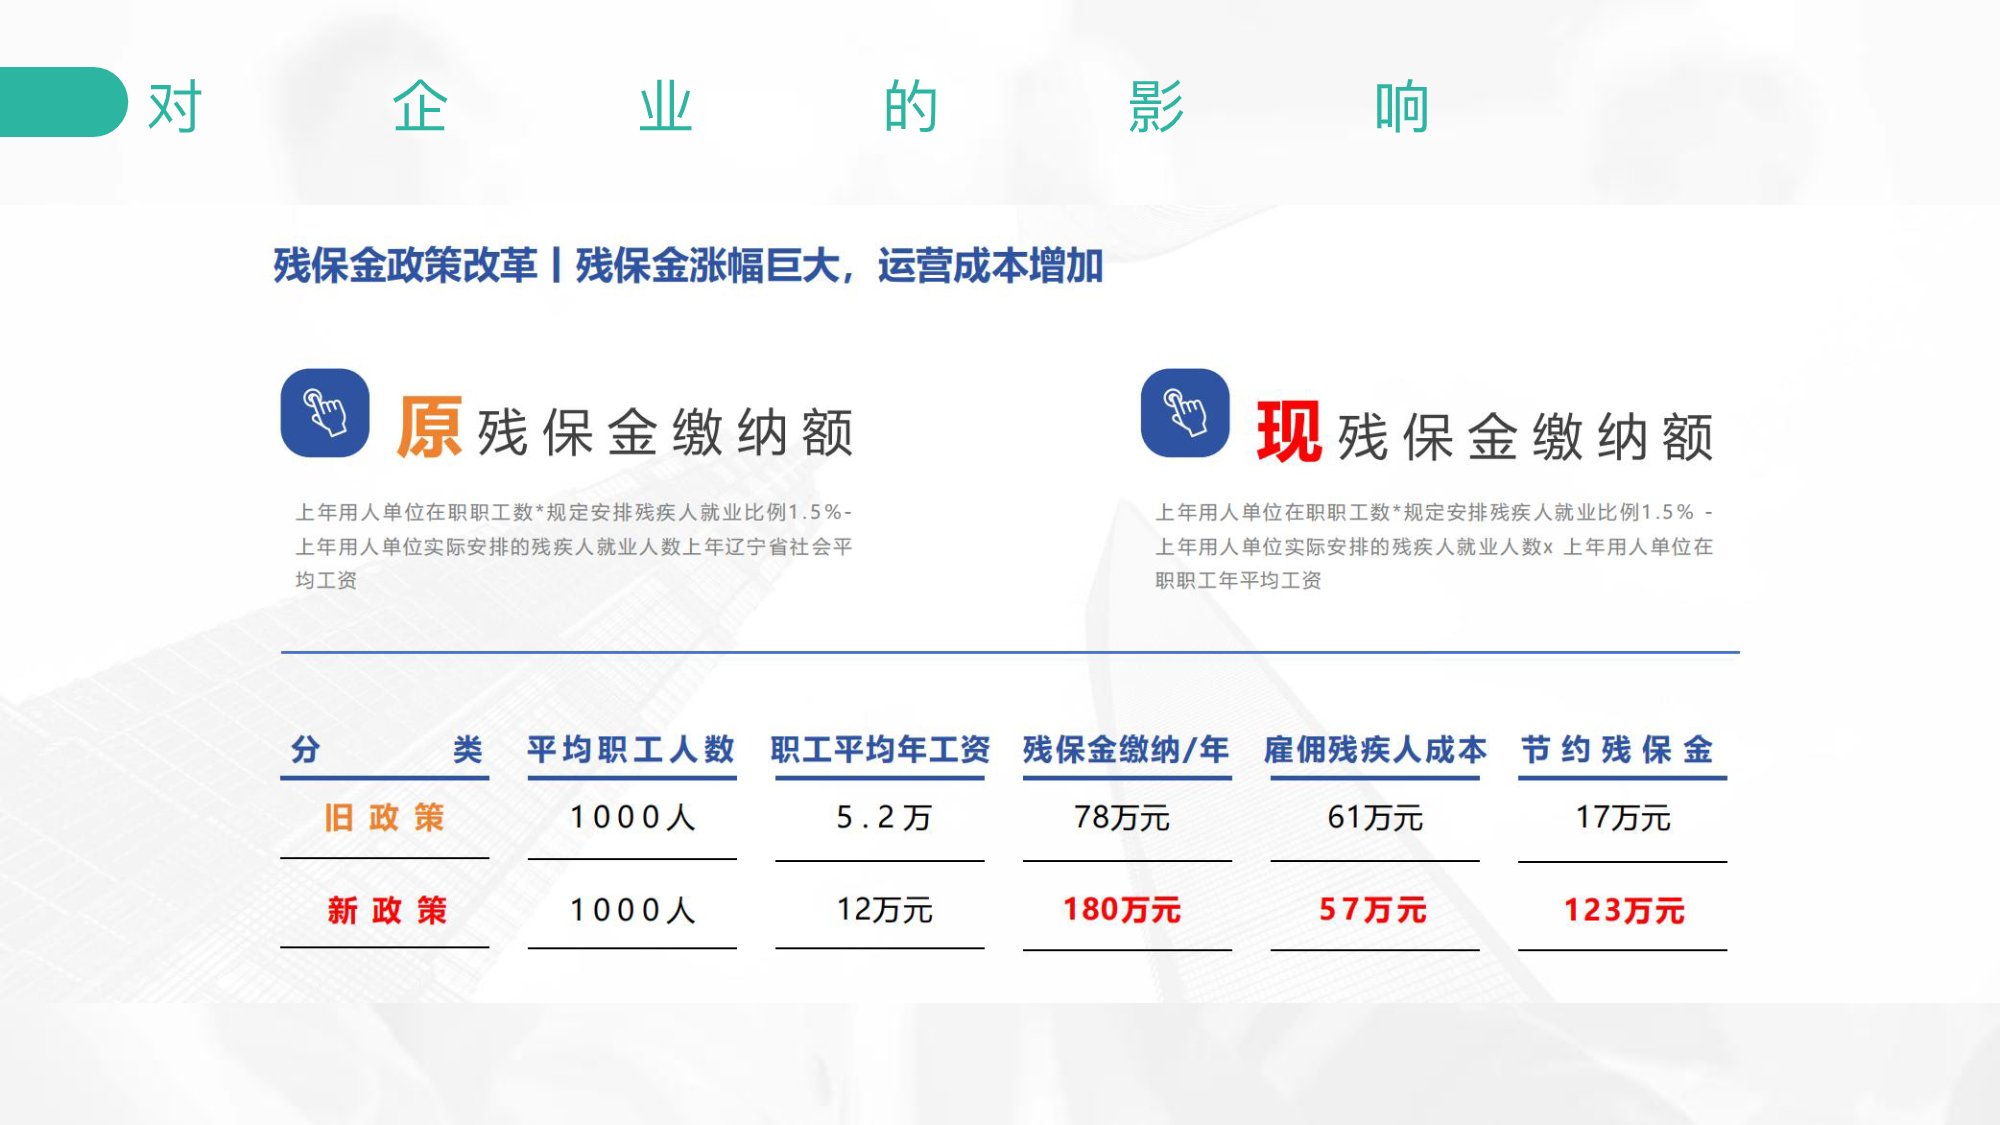 对企业的影响
残保金政策改革丨残保金涨幅巨大，运营成本增加
原残保金缴纳额
上年用人单位在职职工数*规定安排残疾人就业比例1.5%-
上年用人单位实际安排的残疾人就业人数上年辽宁省社会平
均工资
现残保金缴纳额
上年用人单位在职职工数*规定安排残疾人就业比例1.5% -
上年用人单位实际安排的残疾人就业人数x 上年用人单位在
职职工年平均工资
分类 平均职工人数 职工平均年工资 残保金缴纳/年 雇佣残疾人成本 节约残保金
旧政策 1000人 5.2万 78万元 61万元 17万元
新政策 1000人 12万元 180万元 57万元 123万元